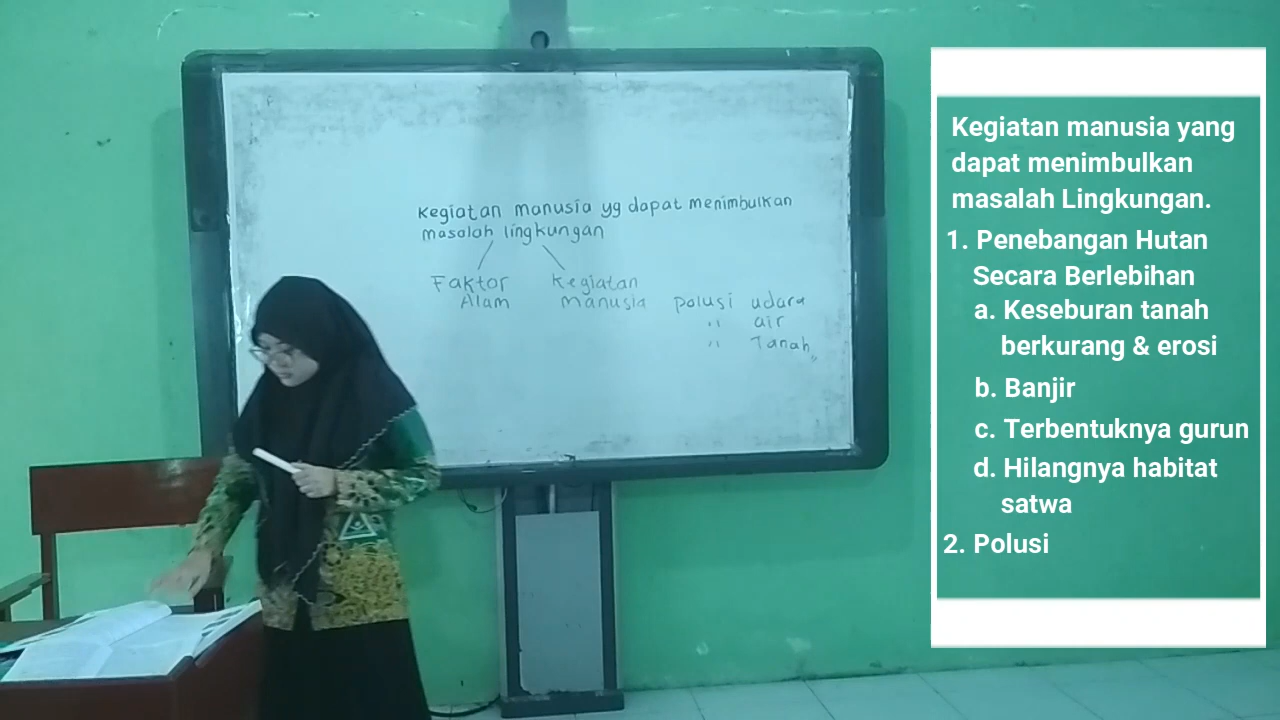 Kegiatan manusia yg dapat menimbulkan
masalah lingkungan
Faktor Kegiatan
Alam manusia polusi udara
" air
" Tanah
Kegiatan manusia yang
dapat menimbulkan
masalah Lingkungan.
1. Penebangan Hutan
Secara Berlebihan
a. Keseburan tanah
berkurang & erosi
b. Banjir
c. Terbentuknya gurun
d. Hilangnya habitat
satwa
2. Polusi